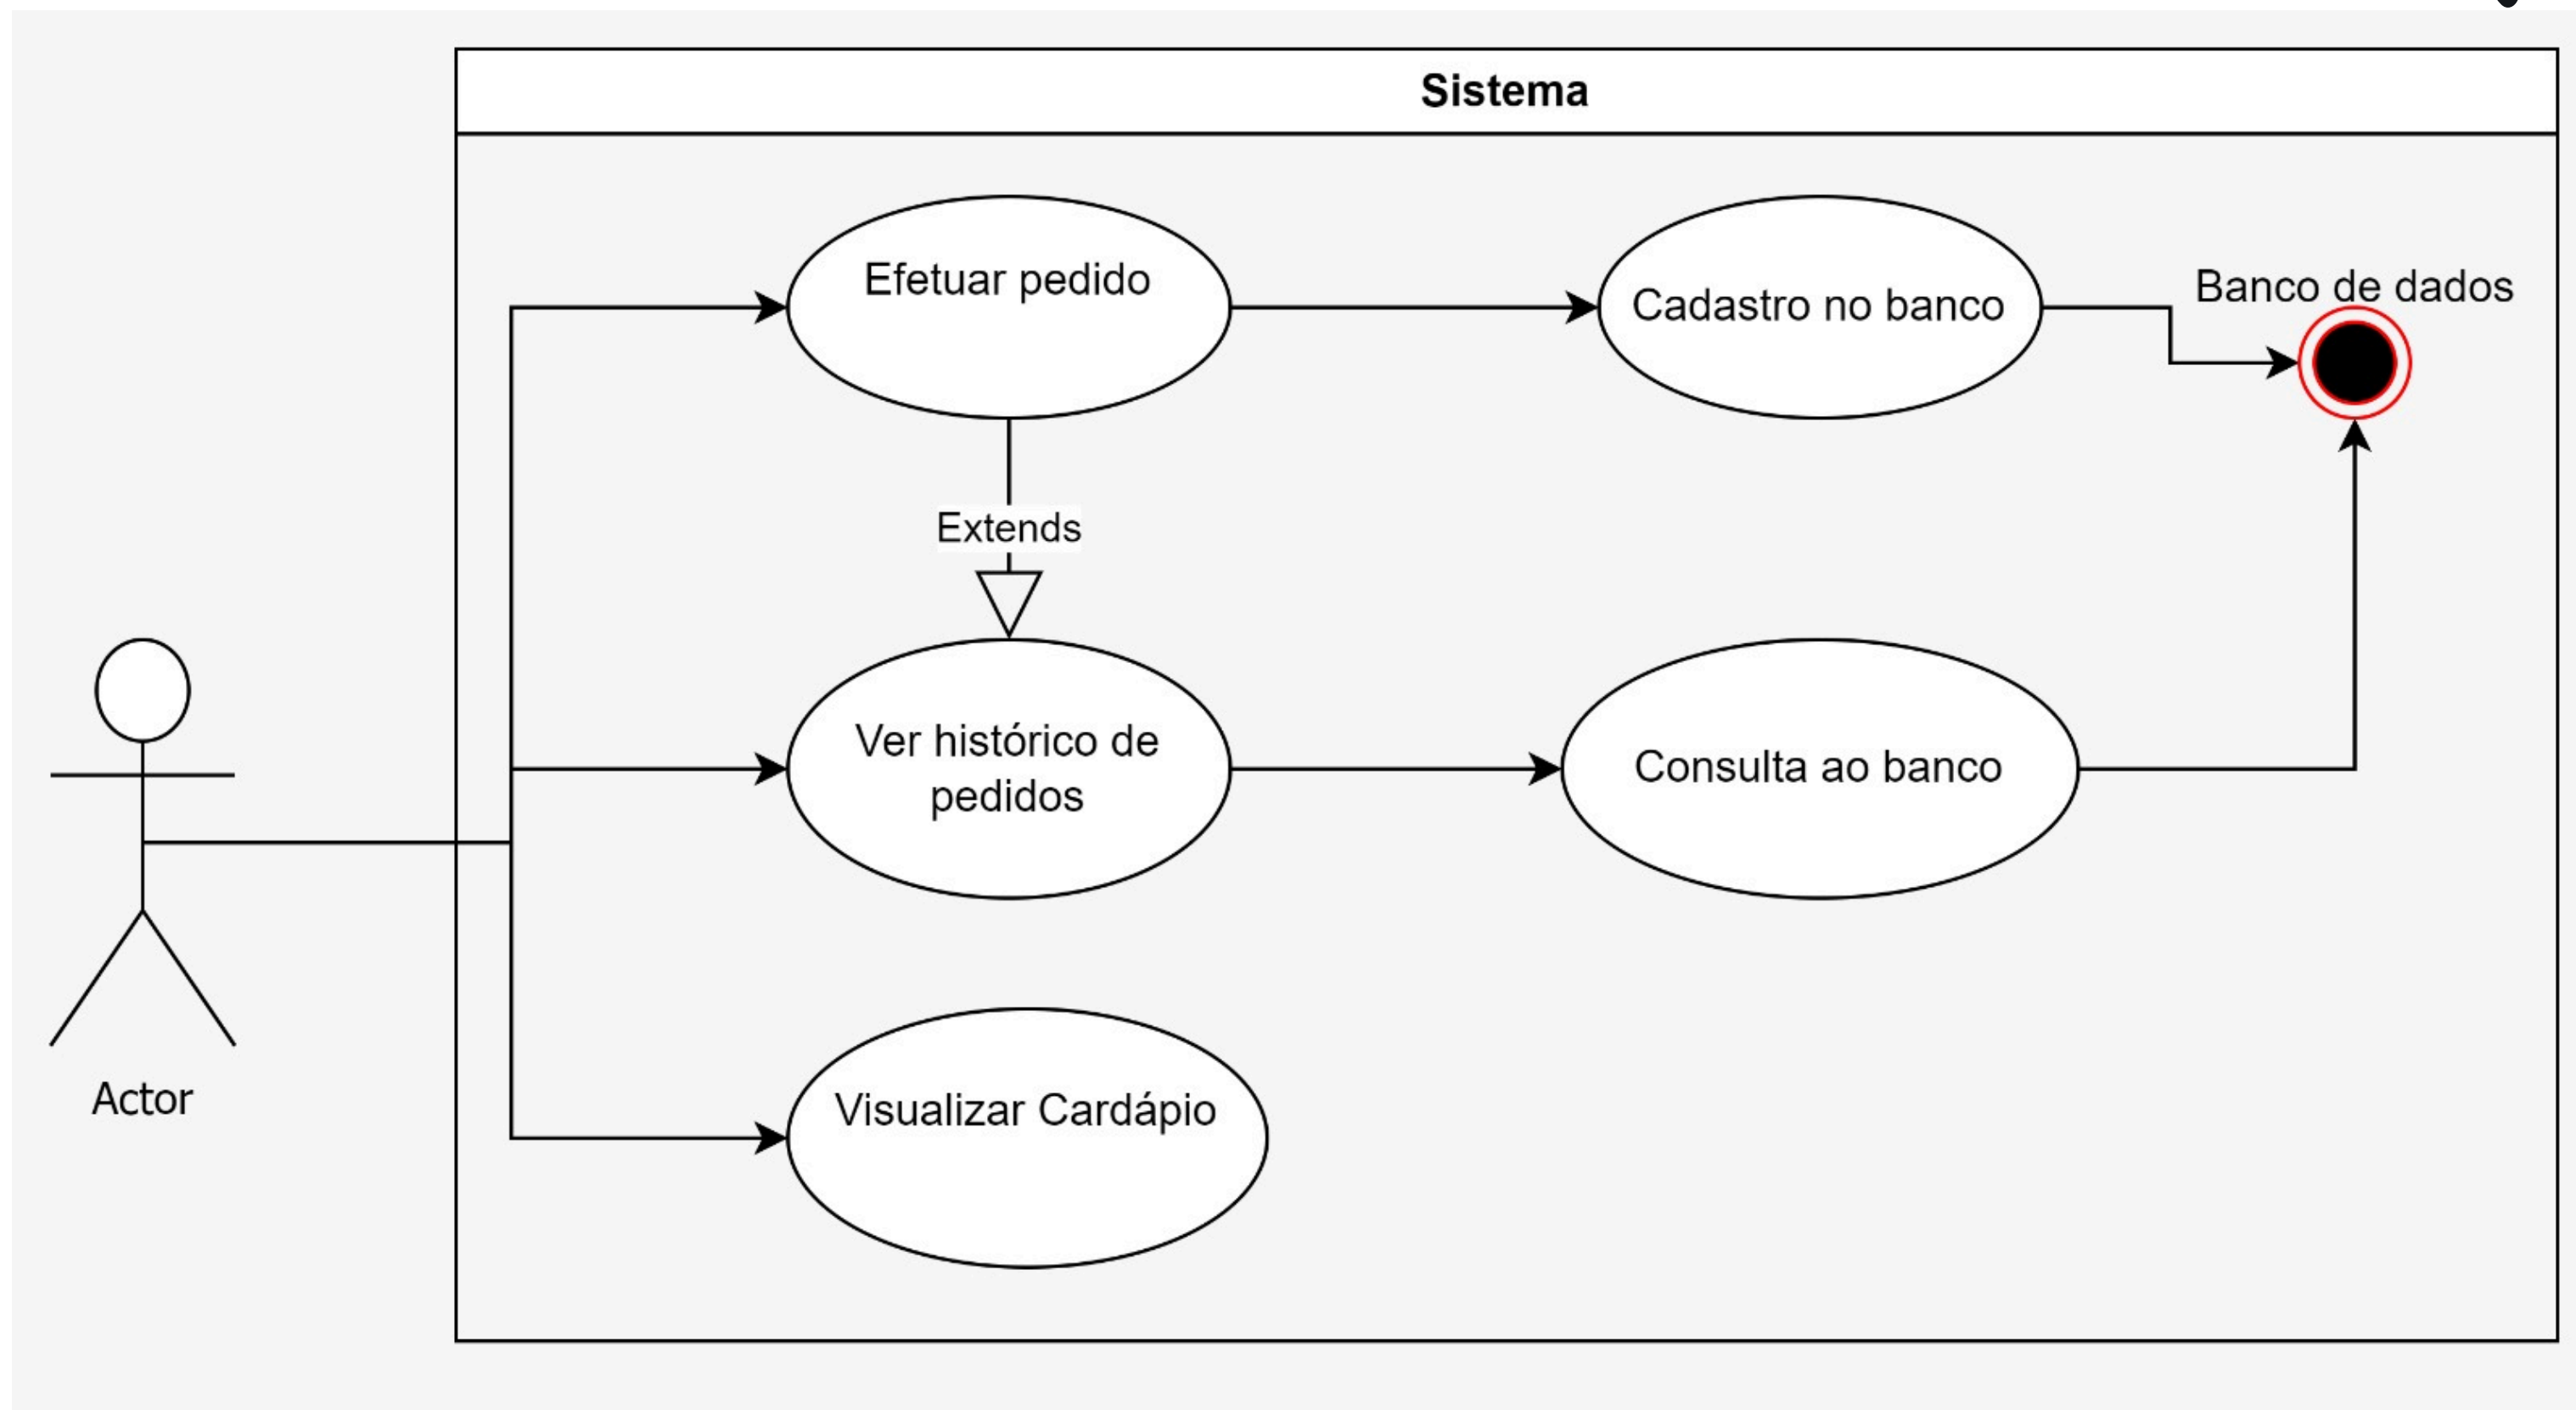 Sistema
Efetuar pedido
Cadastro no banco
Banco de dados
Extends
Ver histórico de
pedidos
Consulta ao banco
Visualizar Cardápio
Actor